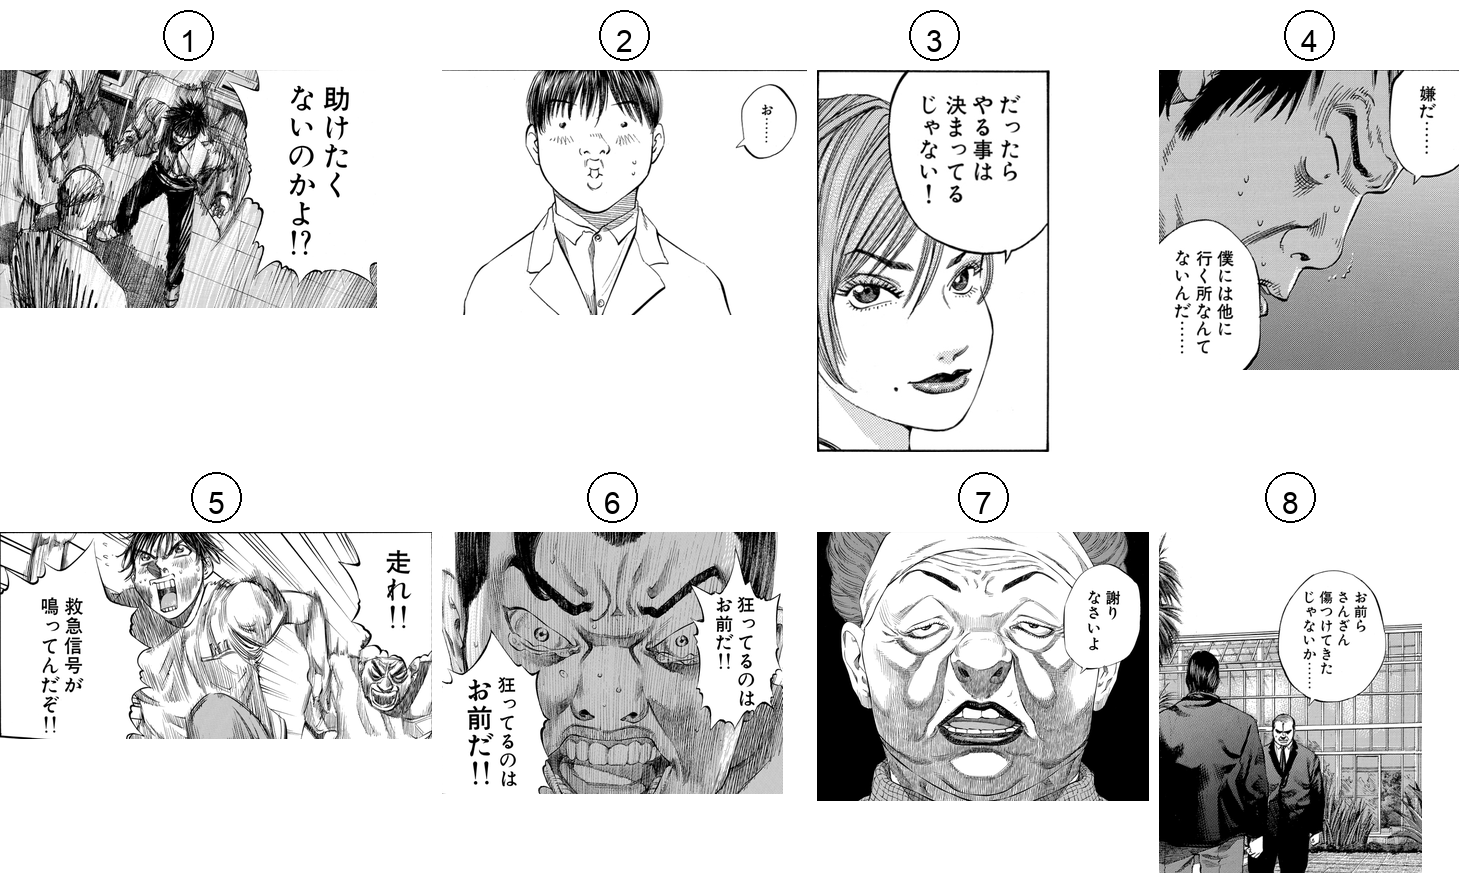 1
助けたく
ないのかよ!?
2
お……
3
だったら
やる事は
決まってる
じゃない!
4
嫌だ……
僕には他に
行く所なんて
ないんだ……
5
走れ!!
救急信号が
鳴ってんだぞ!!
6
狂ってるのは
お前だ!!
狂ってるのは
お前だ!!
7
謝り
なさいよ
8
お前ら
さんざん
傷つけてきた
じゃないか……